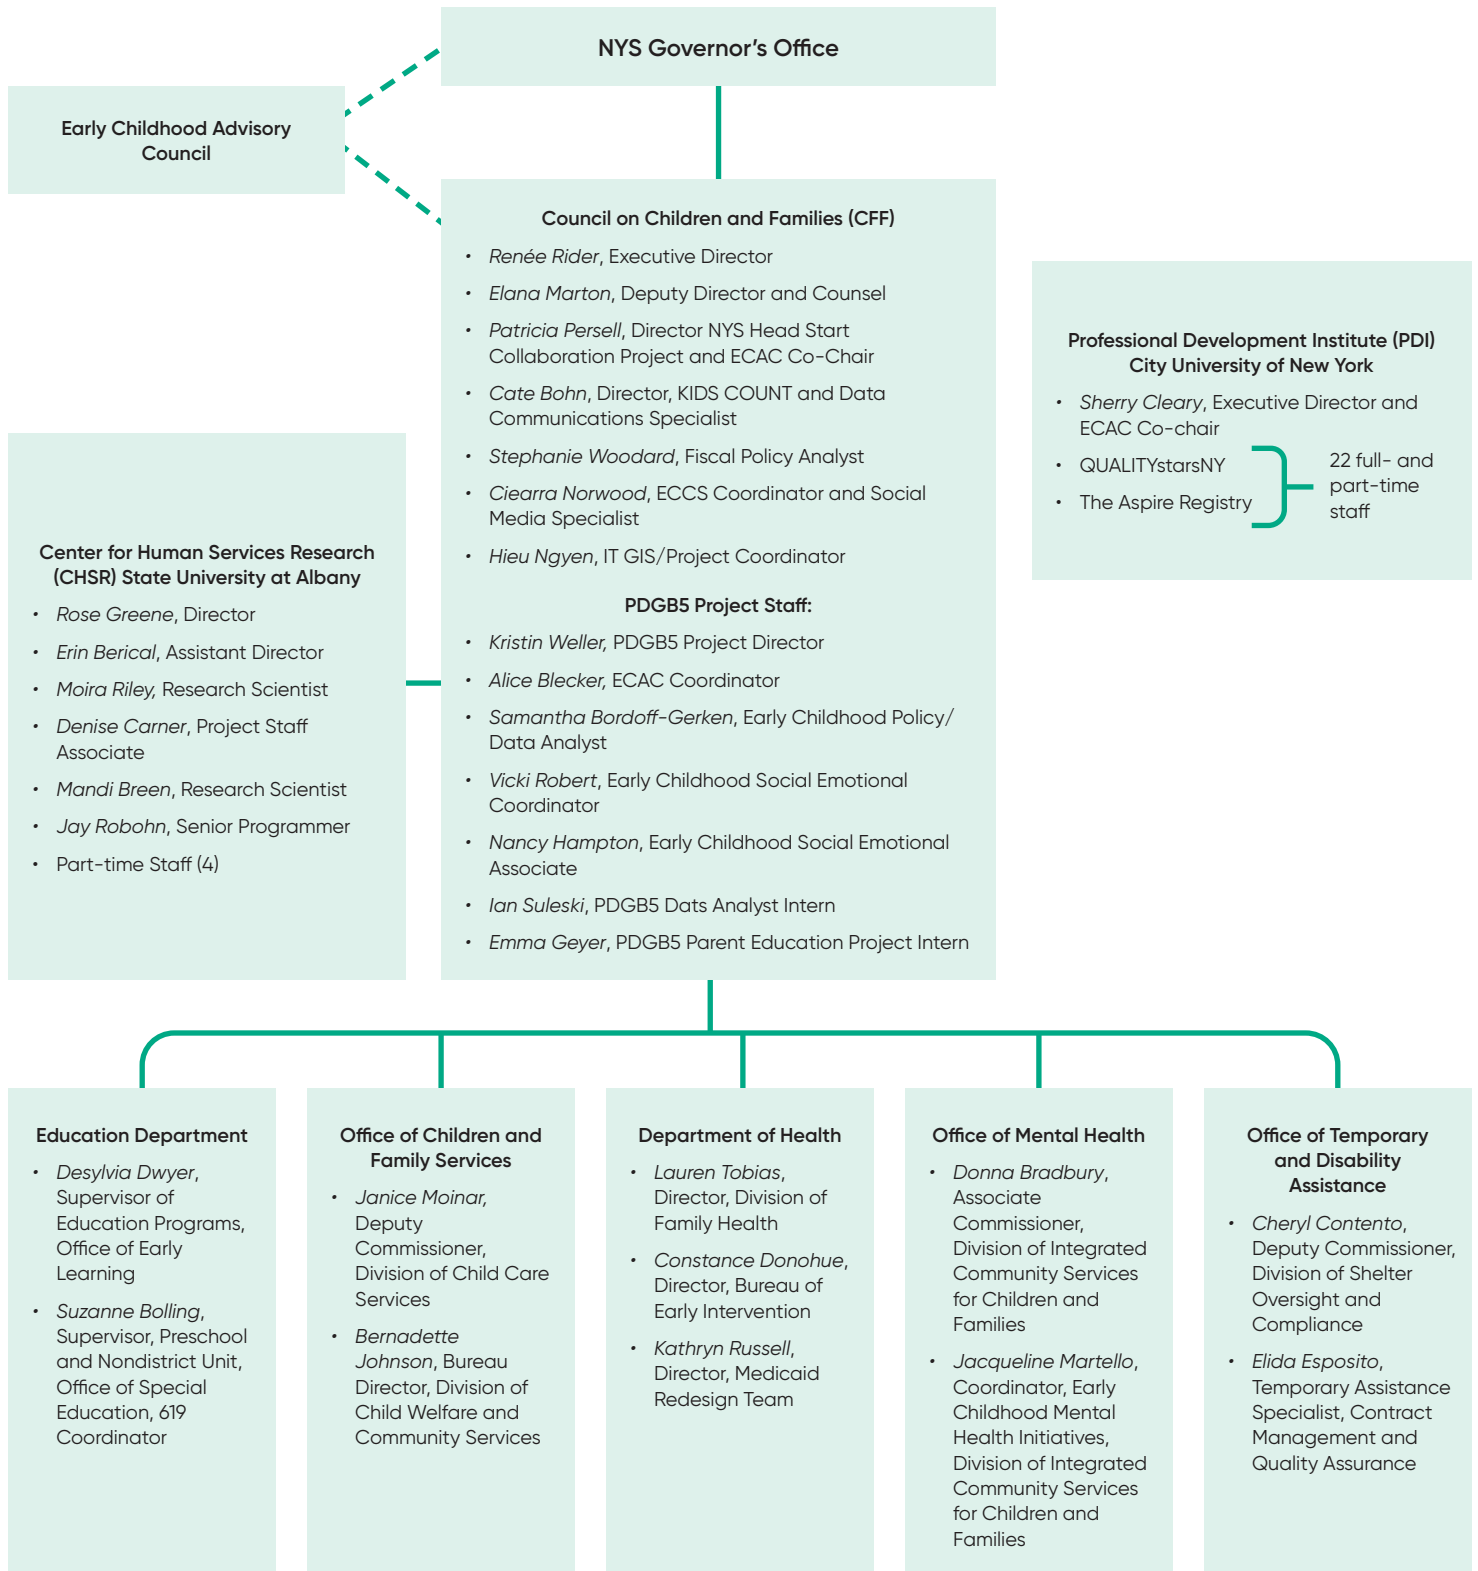 NYS Governor's Office
Early Childhood Advisory
Council
Council on Children and Families (CFF)
• Renée Rider, Executive Director
• Elana Marton, Deputy Director and Counsel
• Patricia Persell, Director NYS Head Start
Collaboration Project and ECAC Co-Chair
• Cate Bohn, Director, KIDS COUNT and Data
Communications Specialist
• Stephanie Woodard, Fiscal Policy Analyst
• Ciearra Norwood, ECCS Coordinator and Social
Media Specialist
• Hieu Ngyen, IT GIS/Project Coordinator
PDGB5 Project Staff:
• Kristin Weller, PDGB5 Project Director
• Alice Blecker, ECAC Coordinator
• Samantha Bordoff-Gerken, Early Childhood Policy/
Data Analyst
• Vicki Robert, Early Childhood Social Emotional
Coordinator
• Nancy Hampton, Early Childhood Social Emotional
Associate
• Ian Suleski, PDGB5 Dats Analyst Intern
• Emma Geyer, PDGB5 Parent Education Project Intern
Professional Development Institute (PDI)
City University of New York
• Sherry Cleary, Executive Director and
ECAC Co-chair
• QUALITYstarsNY
• The Aspire Registry
22 full- and
part-time
staff
Center for Human Services Research
(CHSR) State University at Albany
• Rose Greene, Director
• Erin Berical, Assistant Director
• Moira Riley, Research Scientist
• Denise Carner, Project Staff
Associate
• Mandi Breen, Research Scientist
• Jay Robohn, Senior Programmer
• Part-time Staff (4)
Education Department
• Desylvia Dwyer,
Supervisor of
Education Programs,
Office of Early
Learning
• Suzanne Bolling,
Supervisor, Preschool
and Nondistrict Unit,
Office of Special
Education, 619
Coordinator
Office of Children and
Family Services
• Janice Moinar,
Deputy
Commissioner,
Division of Child Care
Services
• Bernadette
Johnson, Bureau
Director, Division of
Child Welfare and
Community Services
Department of Health
• Lauren Tobias,
Director, Division of
Family Health
• Constance Donohue,
Director, Bureau of
Early Intervention
• Kathryn Russell,
Director, Medicaid
Redesign Team
Office of Mental Health
• Donna Bradbury,
Associate
Commissioner,
Division of Integrated
Community Services
for Children and
Families
• Jacqueline Martello,
Coordinator, Early
Childhood Mental
Health Initiatives,
Division of Integrated
Community Services
for Children and
Families
Office of Temporary
and Disability
Assistance
• Cheryl Contento,
Deputy Commissioner,
Division of Shelter
Oversight and
Compliance
• Elida Esposito,
Temporary Assistance
Specialist, Contract
Management and
Quality Assurance